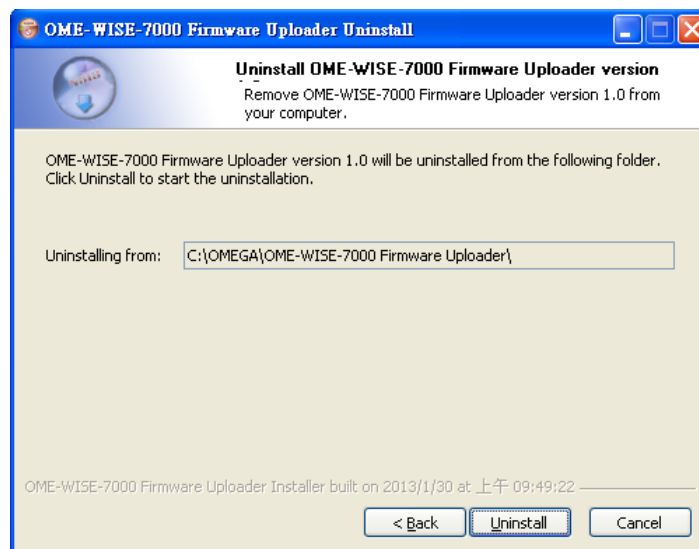 OME-WISE-7000 Firmware Uploader Uninstall
Uninstall OME-WISE-7000 Firmware Uploader version
Remove OME-WISE-7000 Firmware Uploader version 1.0 from
your computer.
OME-WISE-7000 Firmware Uploader version 1.0 will be uninstalled from the following folder.
Click Uninstall to start the uninstallation.
Uninstalling from: C:\OMEGA\OME-WISE-7000 Firmware Uploader\
OME-WISE-7000 Firmware Uploader Installer built on 2013/1/30 at 上午 09:49:22
< Back Uninstall Cancel